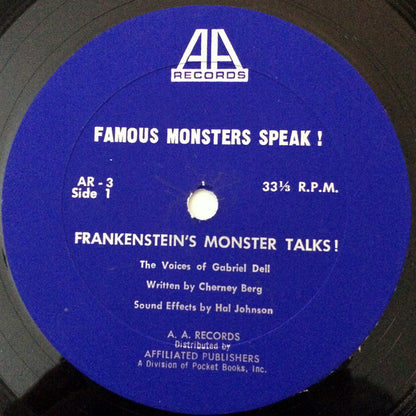 AA
RECORDS
FAMOUS MONSTERS SPEAK !
AR - 3
33⅓ R.P.M.
Side 1
FRANKENSTEIN'S MONSTER TALKS !
The Voices of Gabriel Dell
Written by Cherney Berg
Sound Effects by Hal Johnson
A. A. RECORDS
Distributed by
AFFILIATED PUBLISHERS
A Division of Pocket Books, Inc.